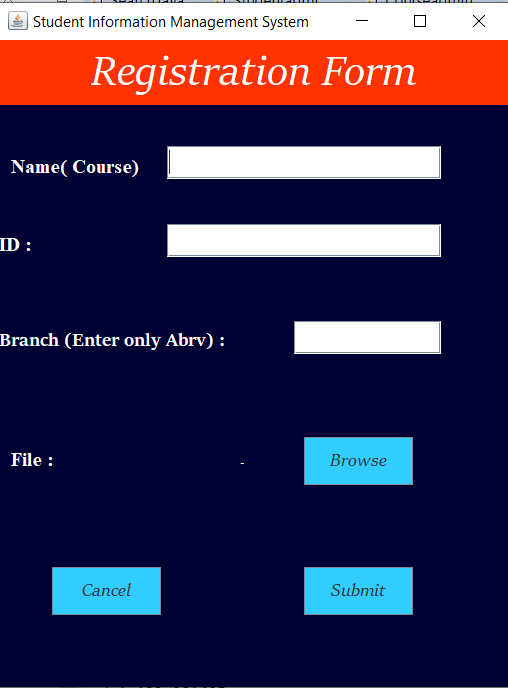 Student Information Management System
Registration Form
Name( Course)
ID :
Branch (Enter only Abrv) :
File :
-
Browse
Cancel
Submit